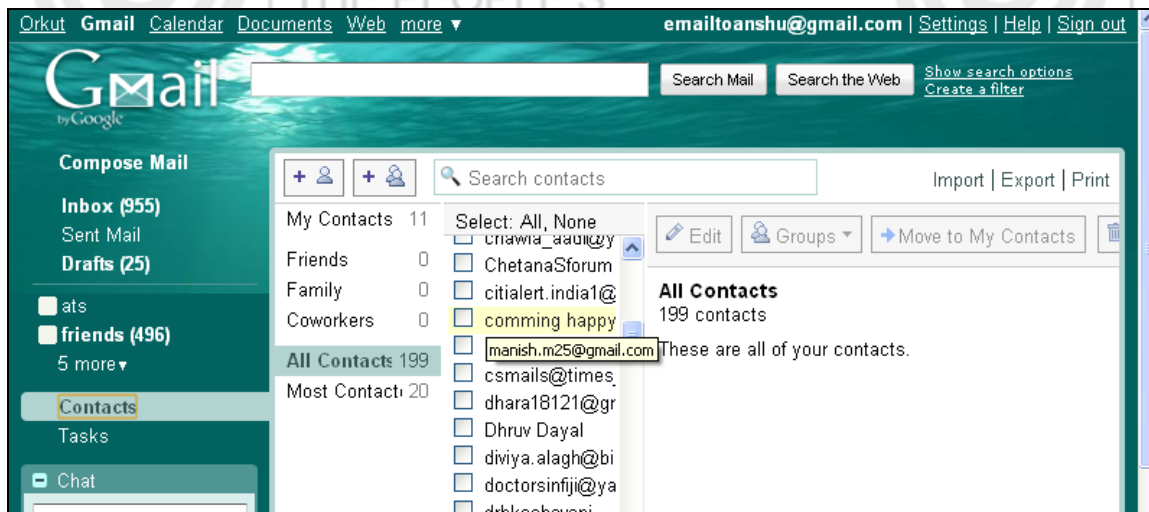 Orkut Gmail Calendar Documents Web more ▼
emailtoanshu@gmail.com | Settings | Help | Sign out
Gmail
by Google
Search Mail
Search the Web
Show search options
Create a filter
Compose Mail
Inbox (955)
Sent Mail
Drafts (25)
ats
friends (496)
5 more ▾
Contacts
Tasks
Chat
+
+
Search contacts
Import | Export | Print
My Contacts 11
Friends 0
Family 0
Coworkers 0
All Contacts 199
Most Contact 20
Select: All, None
chawla_aadi@y
ChetanaSforum
citialert.india1@
comming happy
manish.m25@gmail.com
csmails@times_
dhara18121@gr
Dhruv Dayal
diviya.alagh@bi
doctorsinfiji@ya
Edit
Groups ▾
Move to My Contacts
All Contacts
199 contacts
These are all of your contacts.